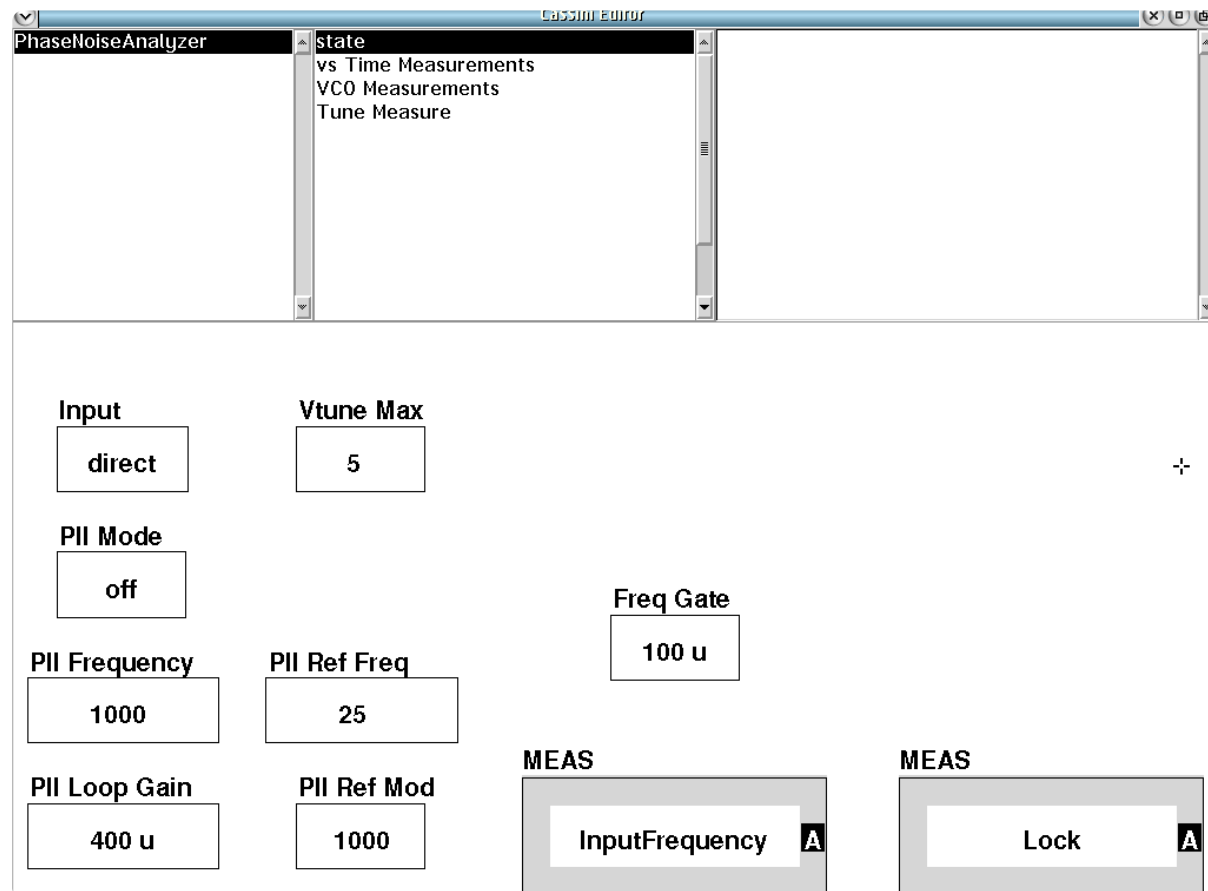 Cassini Editor
PhaseNoiseAnalyzer
state
vs Time Measurements
VCO Measurements
Tune Measure
Input
direct
Vtune Max
5
Pll Mode
off
Freq Gate
100 u
Pll Frequency
1000
Pll Ref Freq
25
Pll Loop Gain
400 u
Pll Ref Mod
1000
MEAS
InputFrequency A
MEAS
Lock A